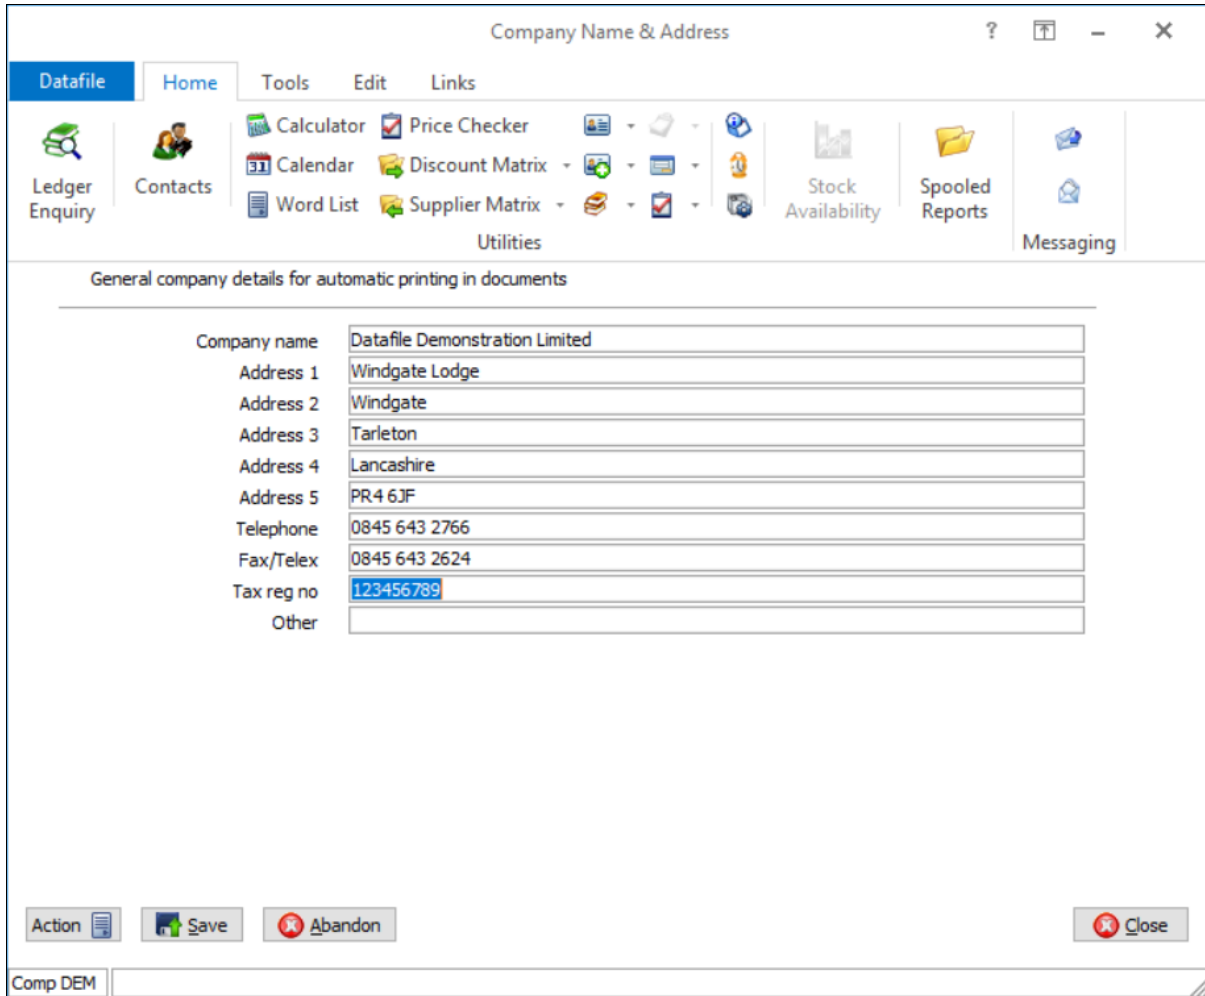 Company Name & Address
?
Datafile Home Tools Edit Links
Calculator Price Checker
Calendar Discount Matrix
Word List Supplier Matrix
Ledger
Enquiry
Contacts
31
Stock
Availability
Spooled
Reports
Utilities
Messaging
General company details for automatic printing in documents
Company name Datafile Demonstration Limited
Address 1 Windgate Lodge
Address 2 Windgate
Address 3 Tarleton
Address 4 Lancashire
Address 5 PR4 6JF
Telephone 0845 643 2766
Fax/Telex 0845 643 2624
Tax reg no 123456789
Other
Action Save Abandon Close
Comp DEM